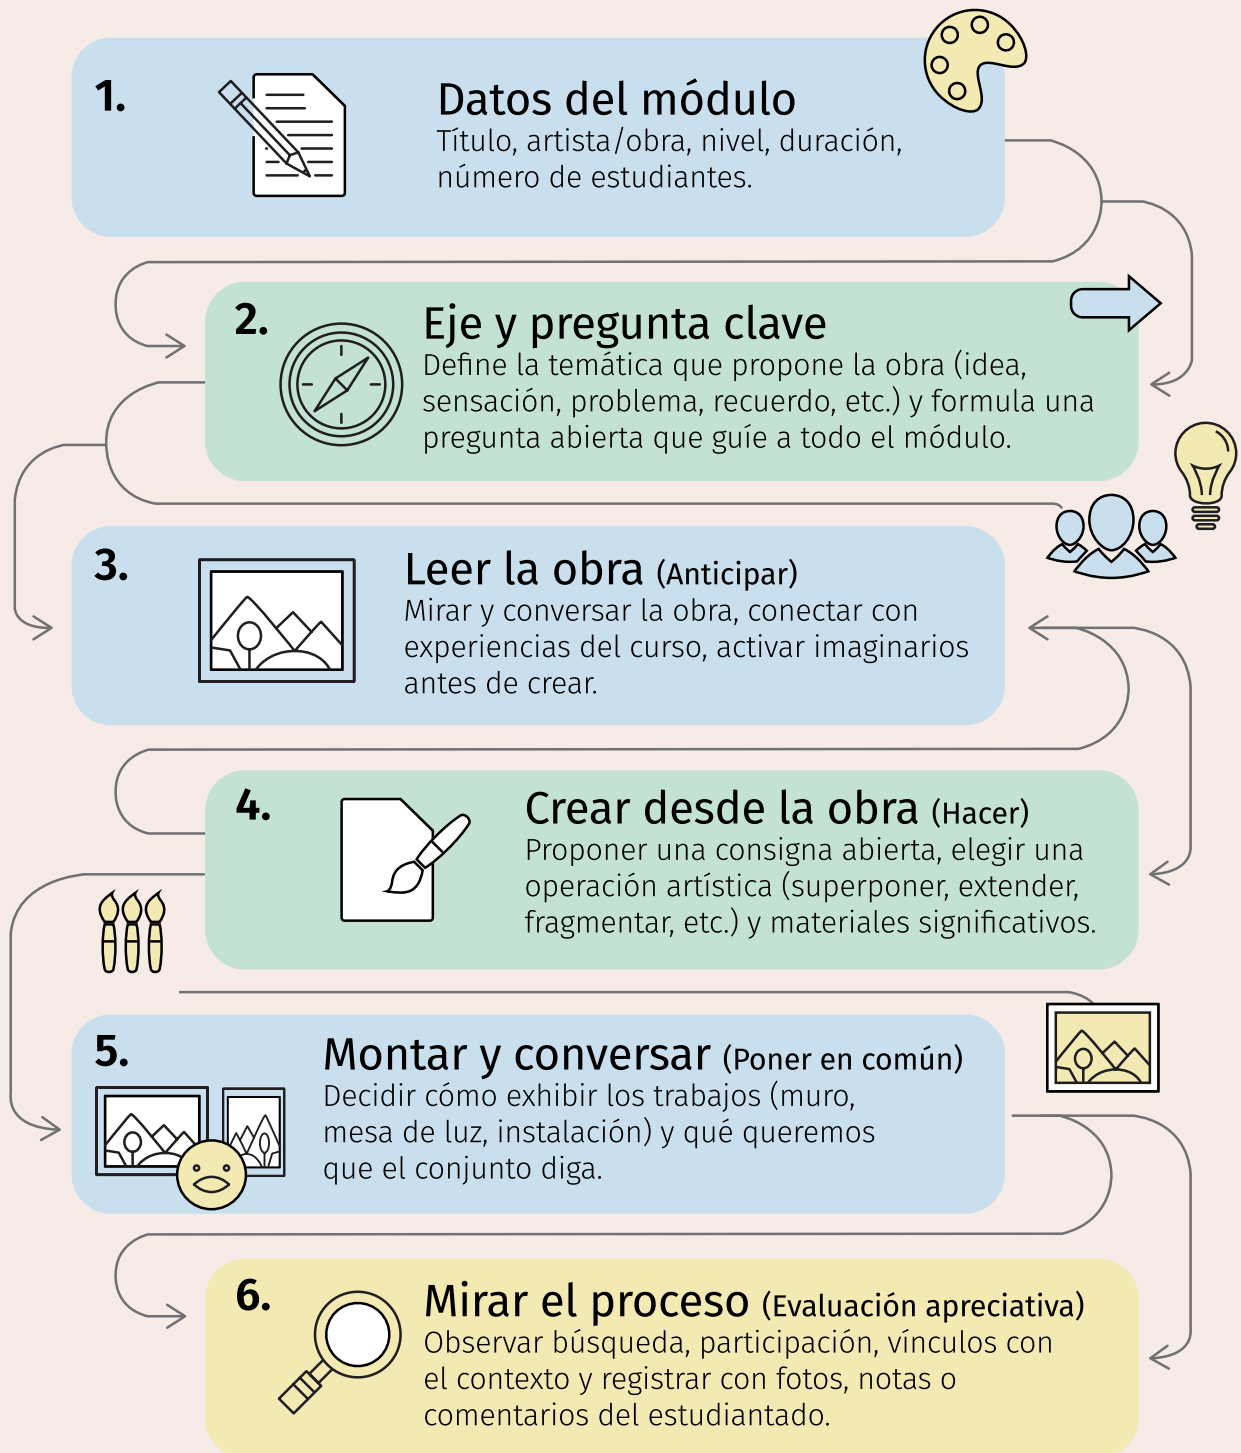 1.
Datos del módulo
Título, artista/obra, nivel, duración,
número de estudiantes.
2.
Eje y pregunta clave
Define la temática que propone la obra (idea,
sensación, problema, recuerdo, etc.) y formula una
pregunta abierta que guíe a todo el módulo.
3.
Leer la obra (Anticipar)
Mirar y conversar la obra, conectar con
experiencias del curso, activar imaginarios
antes de crear.
4.
Crear desde la obra (Hacer)
Proponer una consigna abierta, elegir una
operación artística (superponer, extender,
fragmentar, etc.) y materiales significativos.
5.
Montar y conversar (Poner en común)
Decidir cómo exhibir los trabajos (muro,
mesa de luz, instalación) y qué queremos
que el conjunto diga.
6.
Mirar el proceso (Evaluación apreciativa)
Observar búsqueda, participación, vínculos con
el contexto y registrar con fotos, notas o
comentarios del estudiantado.